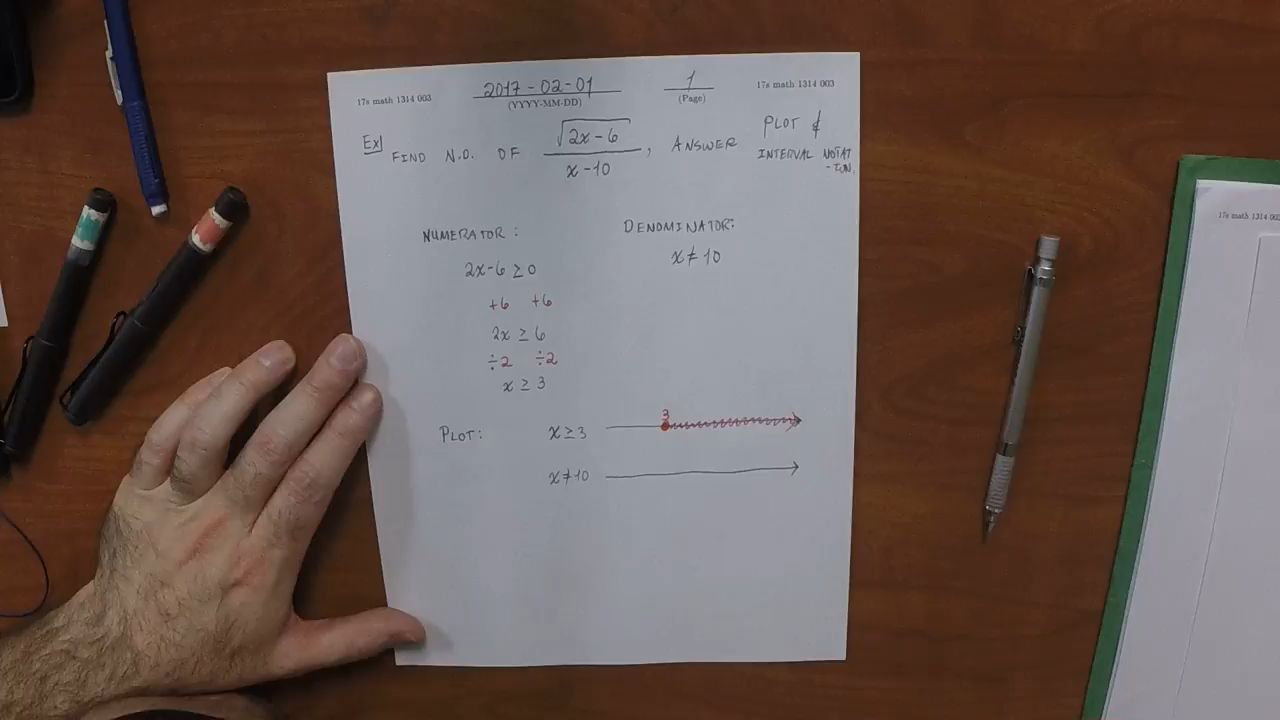 17s math 1314 003 2017-02-01 1 17s math 1314 003
(YYYY-MM-DD) (Page)
Ex) FIND N.D. OF √(2x-6) / (x-10), ANSWER PLOT & INTERVAL NOTAT-ION.
NUMERATOR: DENOMINATOR:
2x-6 ≥ 0 x≠10
+6 +6
2x ≥ 6
÷2 ÷2
x ≥ 3
3
PLOT: x≥3
x≠10
17s math 1314 003